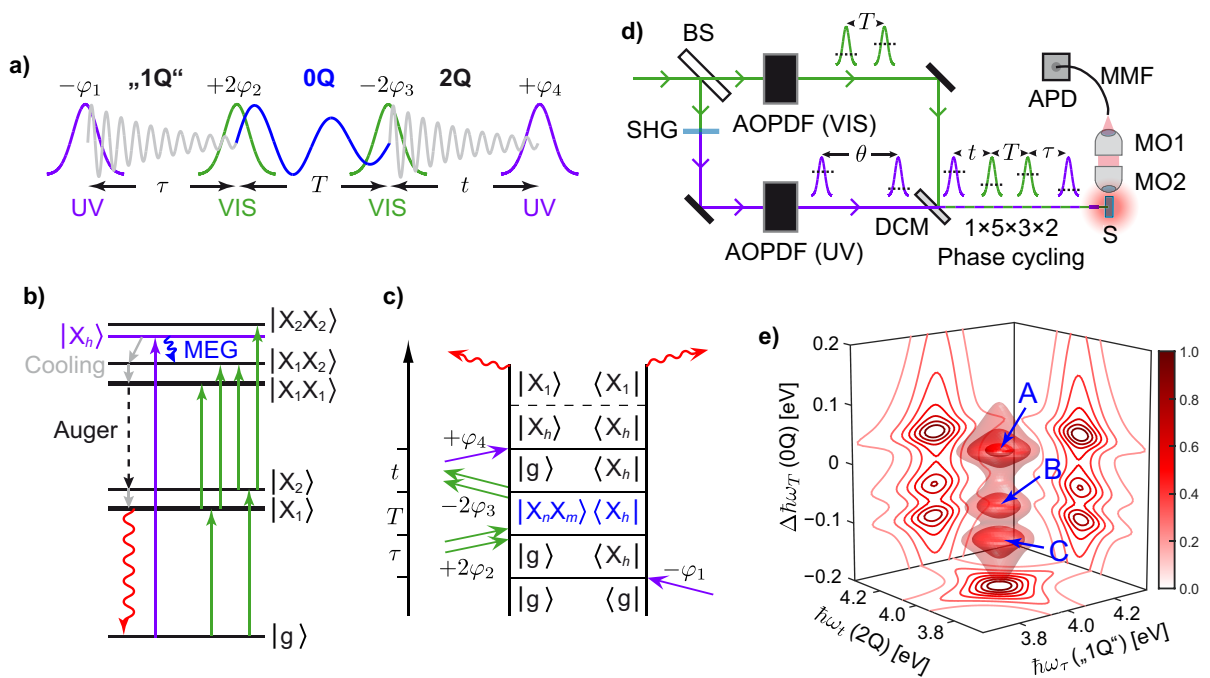 a)
−φ₁
„1Q“
+2φ₂
0Q
−2φ₃
2Q
+φ₄
τ
T
t
UV
VIS
VIS
UV
b)
|X₂X₂⟩
|Xₕ⟩
MEG
Cooling
|X₁X₂⟩
|X₁X₁⟩
Auger
|X₂⟩
|X₁⟩
|g⟩
c)
|X₁⟩ ⟨X₁|
|Xₕ⟩ ⟨Xₕ|
+φ₄
t
|g⟩ ⟨Xₕ|
−2φ₃
T
|XₙXₘ⟩ ⟨Xₕ|
τ
+2φ₂
|g⟩ ⟨Xₕ|
−φ₁
|g⟩ ⟨g|
d)
BS
T
MMF
APD
SHG
AOPDF (VIS)
MO1
θ
t T τ
MO2
AOPDF (UV)
DCM
S
1×5×3×2
Phase cycling
e)
Δℏω_T (0Q) [eV]
0.2
0.1
0
−0.1
−0.2
A
B
C
4.2
4.0
3.8
ℏω_t (2Q) [eV]
3.8
4.0
4.2
ℏω_τ („1Q“) [eV]
1.0
0.8
0.6
0.4
0.2
0.0